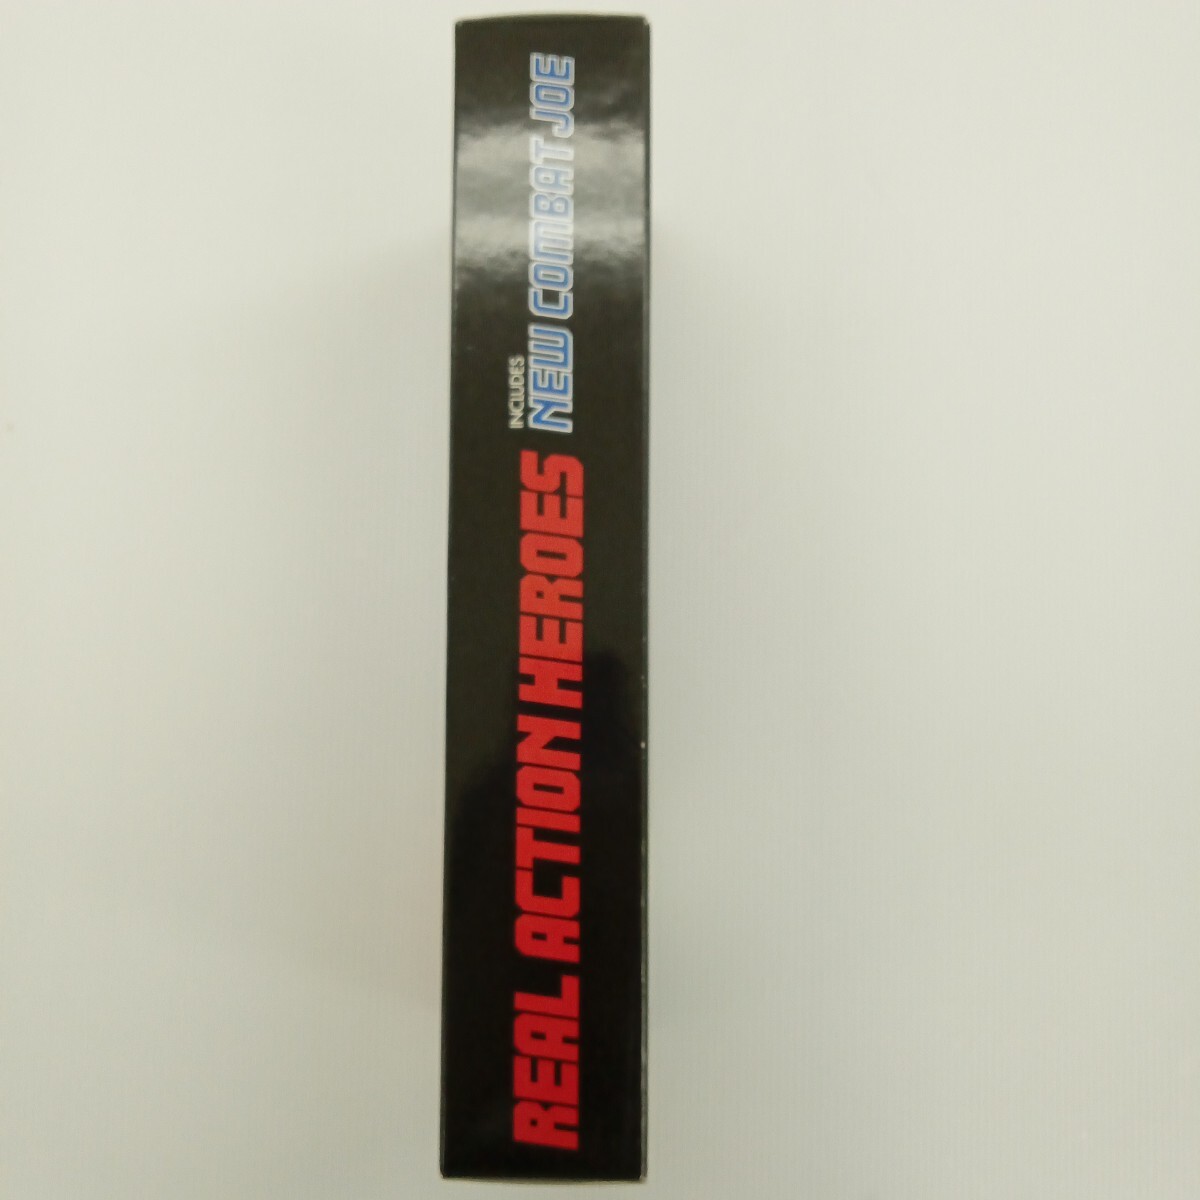 REAL ACTION HEROES
INCLUDES
NEW COMBAT JOE